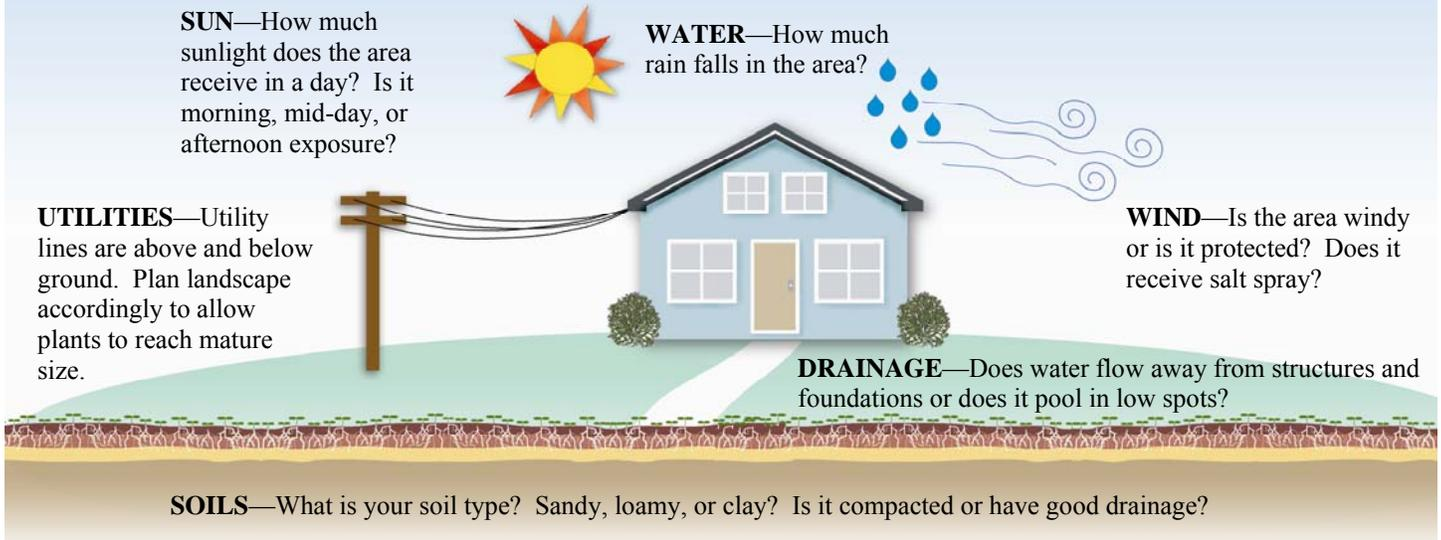 SUN—How much
sunlight does the area
receive in a day?  Is it
morning, mid-day, or
afternoon exposure?
WATER—How much
rain falls in the area?
UTILITIES—Utility
lines are above and below
ground.  Plan landscape
accordingly to allow
plants to reach mature
size.
WIND—Is the area windy
or is it protected?  Does it
receive salt spray?
DRAINAGE—Does water flow away from structures and
foundations or does it pool in low spots?
SOILS—What is your soil type?  Sandy, loamy, or clay?  Is it compacted or have good drainage?